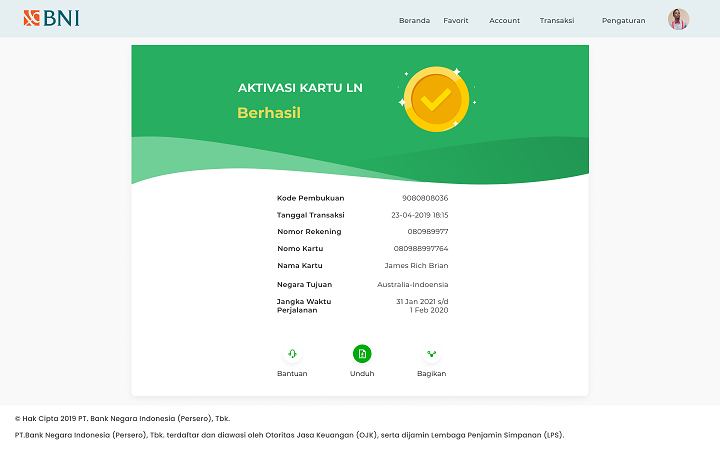 BNI
Beranda Favorit Account Transaksi Pengaturan
AKTIVASI KARTU LN
Berhasil
Kode Pembukuan 9080808036
Tanggal Transaksi 23-04-2019 18:15
Nomor Rekening 080989977
Nomo Kartu 080988997764
Nama Kartu James Rich Brian
Negara Tujuan Australia-Indoensia
Jangka Waktu 31 Jan 2021 s/d
Perjalanan 1 Feb 2020
Bantuan Unduh Bagikan
© Hak Cipta 2019 PT. Bank Negara Indonesia (Persero), Tbk.
PT.Bank Negara Indonesia (Persero), Tbk. terdaftar dan diawasi oleh Otoritas Jasa Keuangan (OJK), serta dijamin Lembaga Penjamin Simpanan (LPS).